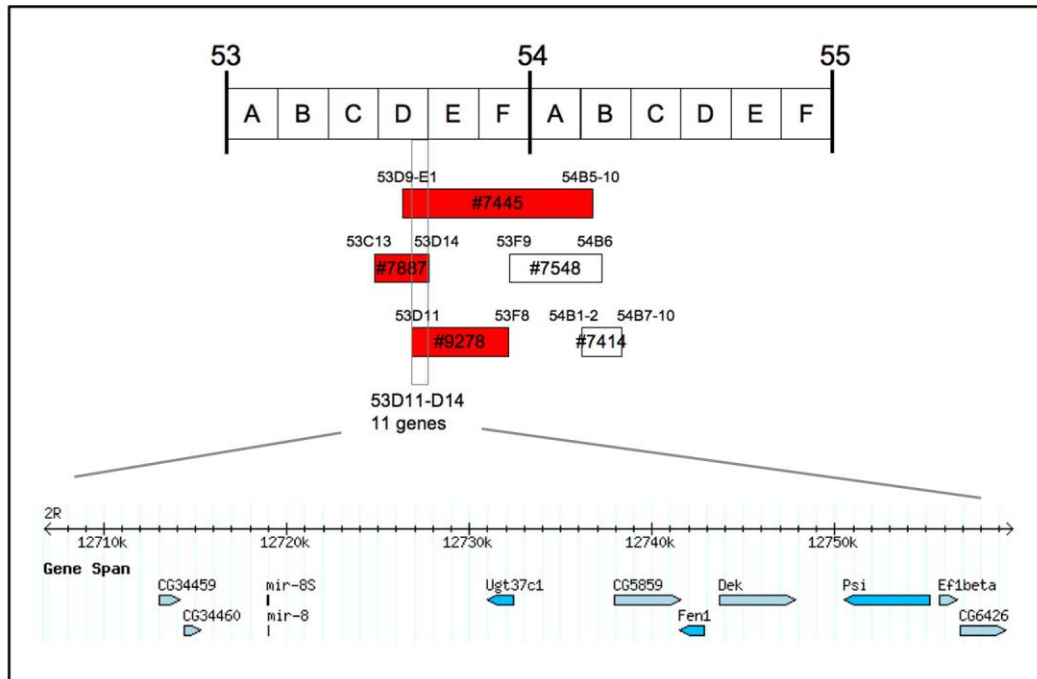 53 54 55
A B C D E F A B C D E F
53D9-E1 54B5-10
#7445
53C13 53D14 53F9 54B6
#7887 #7548
53D11 53F8 54B1-2 54B7-10
#9278 #7414
53D11-D14
11 genes
2R
12710k 12720k 12730k 12740k 12750k
Gene Span
CG34459 mir-8S Ugt37c1 CG5859 Dek Psi Ef1beta
CG34460 mir-8 Fen1 CG6426